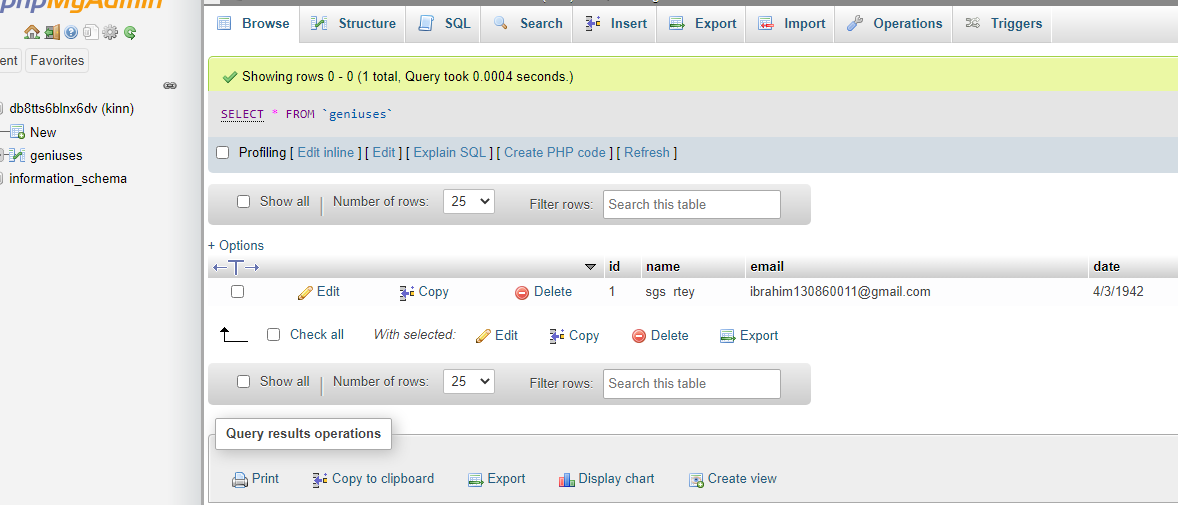 phpMyAdmin
Browse Structure SQL Search Insert Export Import Operations Triggers
Favorites
Showing rows 0 - 0 (1 total, Query took 0.0004 seconds.)
SELECT * FROM `geniuses`
Profiling [ Edit inline ] [ Edit ] [ Explain SQL ] [ Create PHP code ] [ Refresh ]
db8tts6blnx6dv (kinn)
New
geniuses
information_schema
Show all Number of rows: 25 Filter rows: Search this table
+ Options
←T→ id name email date
Edit Copy Delete 1 sgs rtey ibrahim130860011@gmail.com 4/3/1942
Check all With selected: Edit Copy Delete Export
Show all Number of rows: 25 Filter rows: Search this table
Query results operations
Print Copy to clipboard Export Display chart Create view